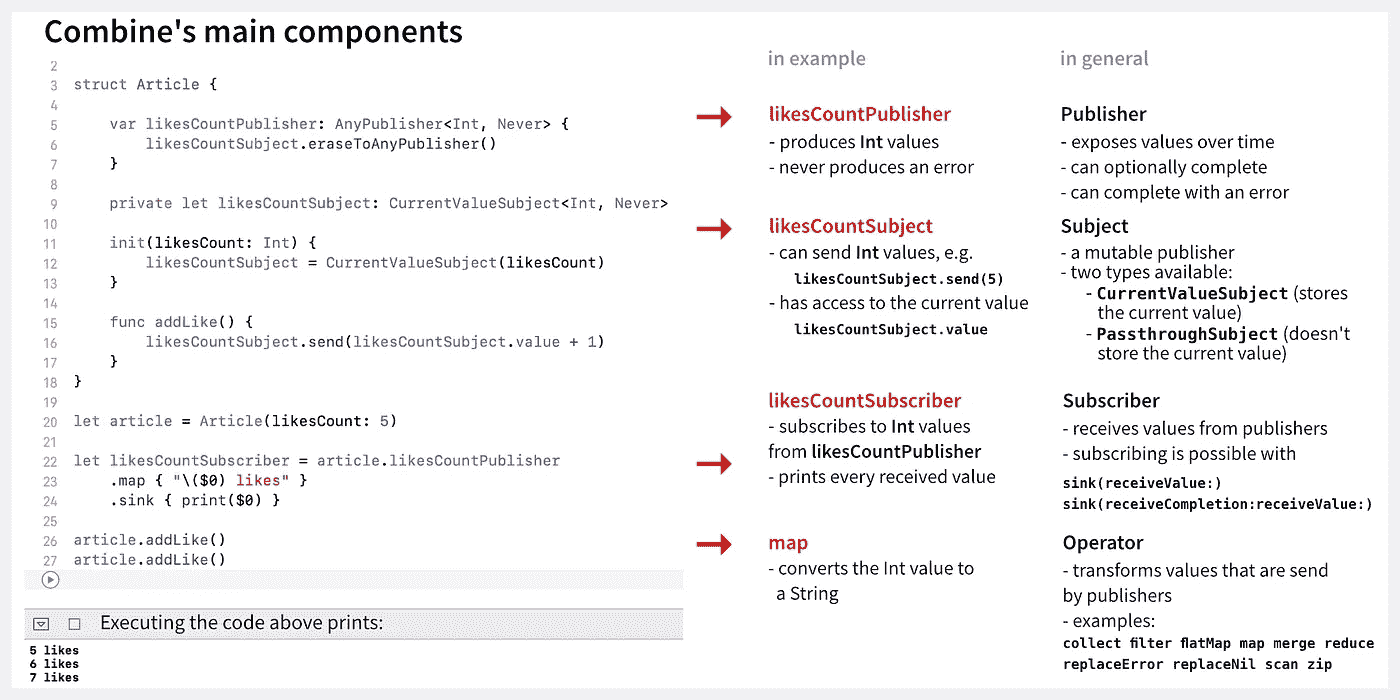 Combine's main components
2
3 struct Article {
4
5 var likesCountPublisher: AnyPublisher<Int, Never> {
6 likesCountSubject.eraseToAnyPublisher()
7 }
8
9 private let likesCountSubject: CurrentValueSubject<Int, Never>
10
11 init(likesCount: Int) {
12 likesCountSubject = CurrentValueSubject(likesCount)
13 }
14
15 func addLike() {
16 likesCountSubject.send(likesCountSubject.value + 1)
17 }
18 }
19
20 let article = Article(likesCount: 5)
21
22 let likesCountSubscriber = article.likesCountPublisher
23 .map { "\($0) likes" }
24 .sink { print($0) }
25
26 article.addLike()
27 article.addLike()
Executing the code above prints:
5 likes
6 likes
7 likes
in example
likesCountPublisher
- produces Int values
- never produces an error
likesCountSubject
- can send Int values, e.g.
likesCountSubject.send(5)
- has access to the current value
likesCountSubject.value
likesCountSubscriber
- subscribes to Int values
from likesCountPublisher
- prints every received value
map
- converts the Int value to
a String
in general
Publisher
- exposes values over time
- can optionally complete
- can complete with an error
Subject
- a mutable publisher
- two types available:
- CurrentValueSubject (stores
the current value)
- PassthroughSubject (doesn't
store the current value)
Subscriber
- receives values from publishers
- subscribing is possible with
sink(receiveValue:)
sink(receiveCompletion:receiveValue:)
Operator
- transforms values that are send
by publishers
- examples:
collect filter flatMap map merge reduce
replaceError replaceNil scan zip